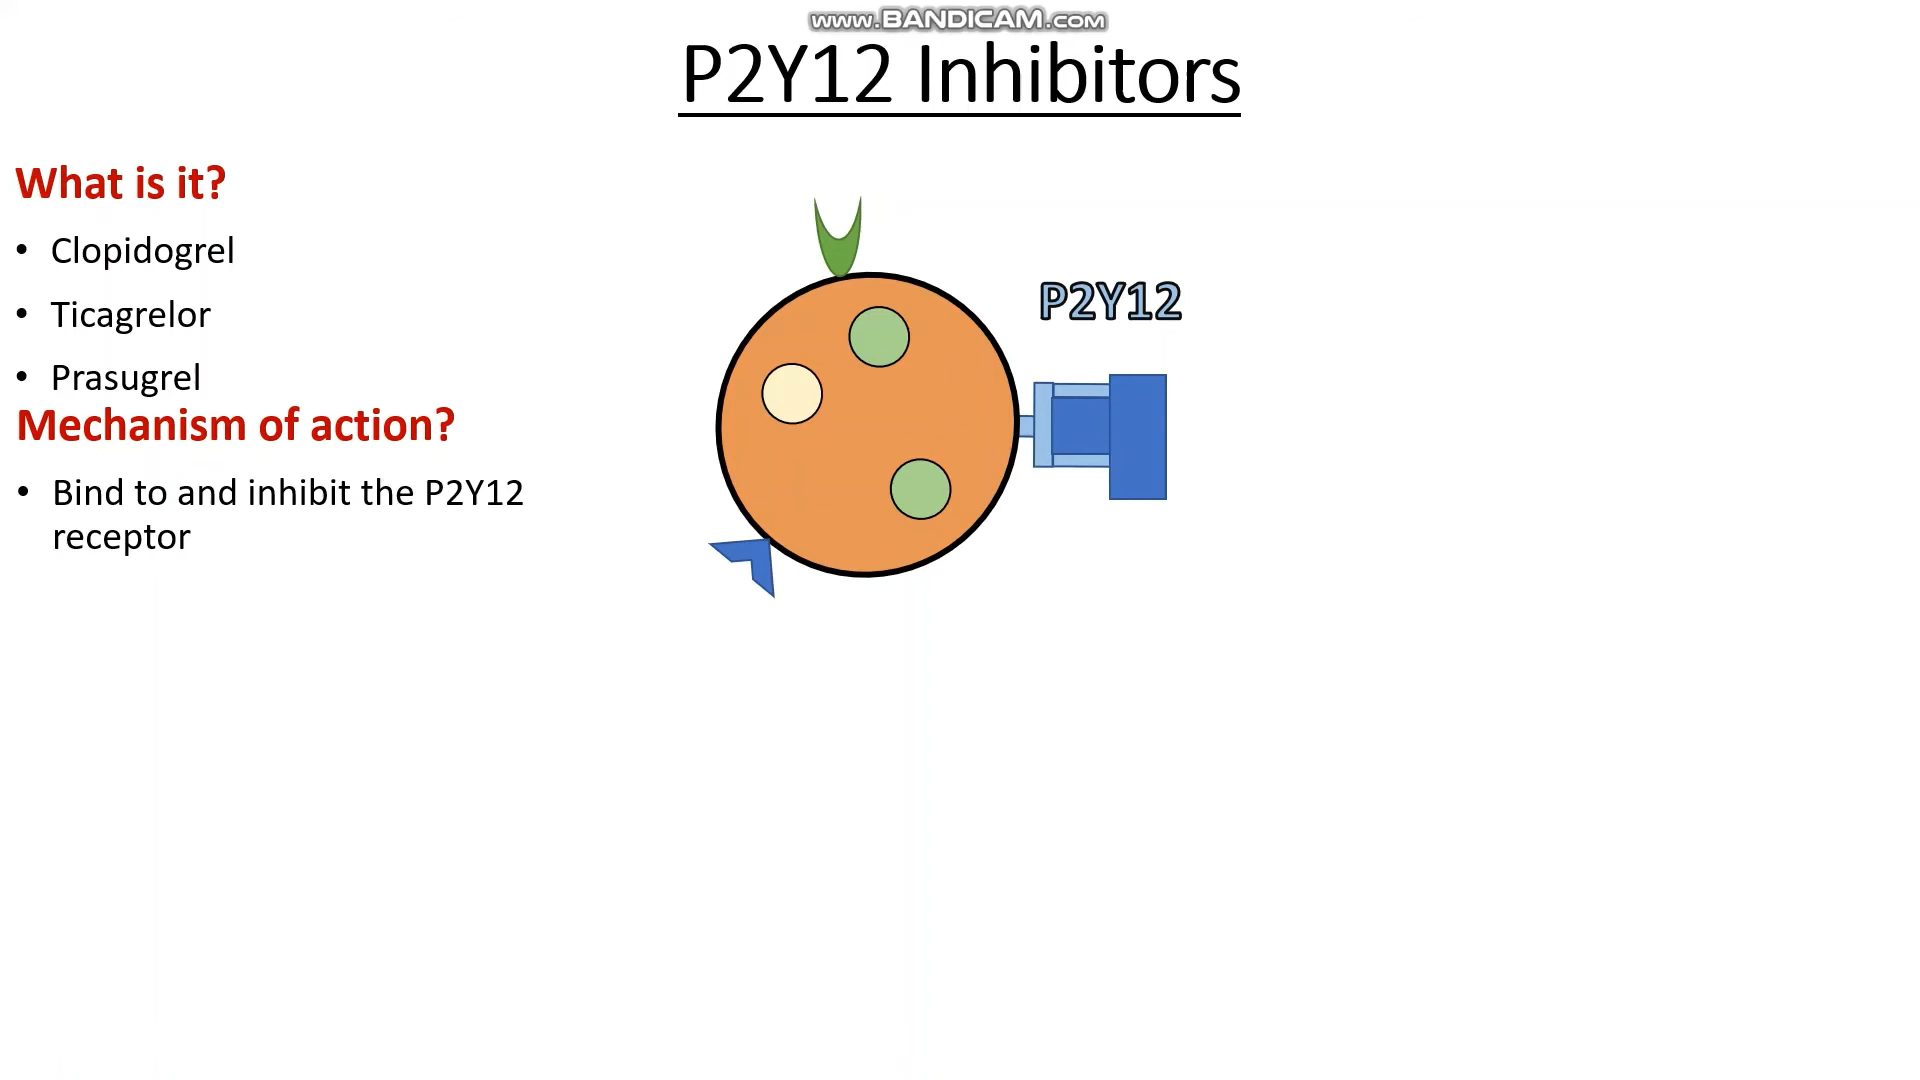 www.BANDICAM.com
P2Y12 Inhibitors
What is it?
• Clopidogrel
• Ticagrelor
• Prasugrel
Mechanism of action?
• Bind to and inhibit the P2Y12
receptor
P2Y12